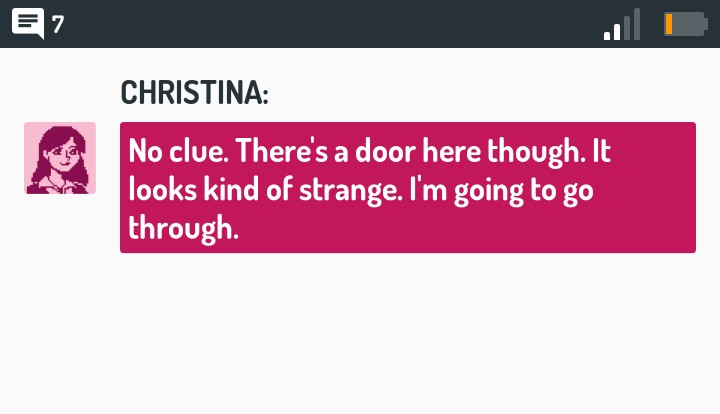 7
CHRISTINA:
No clue. There's a door here though. It
looks kind of strange. I'm going to go
through.